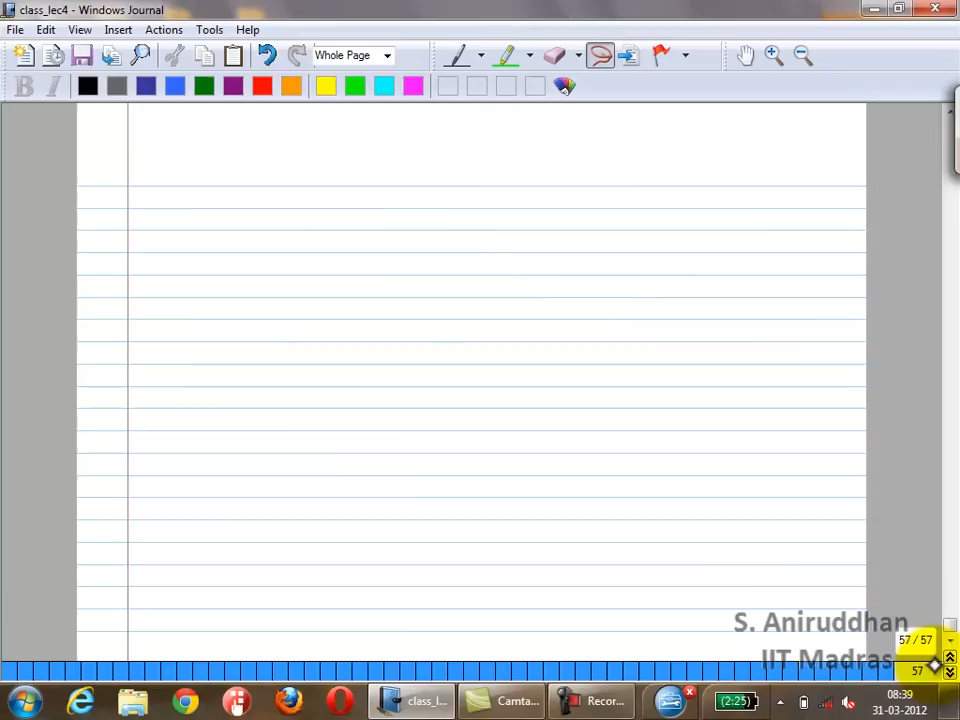 class_lec4 - Windows Journal
File Edit View Insert Actions Tools Help
Whole Page
B I
S. Aniruddhan
57 / 57
IIT Madras
57
class_l... Camta... Recor... (2:25) 08:39
31-03-2012